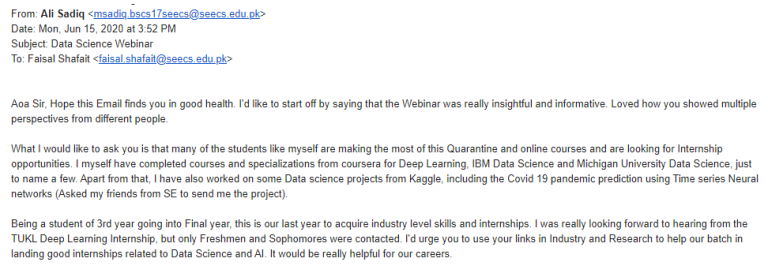 From: Ali Sadiq <msadiq.bscs17seecs@seecs.edu.pk>
Date: Mon, Jun 15, 2020 at 3:52 PM
Subject: Data Science Webinar
To: Faisal Shafait <faisal.shafait@seecs.edu.pk>
Aoa Sir, Hope this Email finds you in good health. I'd like to start off by saying that the Webinar was really insightful and informative. Loved how you showed multiple
perspectives from different people.
What I would like to ask you is that many of the students like myself are making the most of this Quarantine and online courses and are looking for Internship
opportunities. I myself have completed courses and specializations from coursera for Deep Learning, IBM Data Science and Michigan University Data Science, just
to name a few. Apart from that, I have also worked on some Data science projects from Kaggle, including the Covid 19 pandemic prediction using Time series Neural
networks (Asked my friends from SE to send me the project).
Being a student of 3rd year going into Final year, this is our last year to acquire industry level skills and internships. I was really looking forward to hearing from the
TUKL Deep Learning Internship, but only Freshmen and Sophomores were contacted. I'd urge you to use your links in Industry and Research to help our batch in
landing good internships related to Data Science and AI. It would be really helpful for our careers.